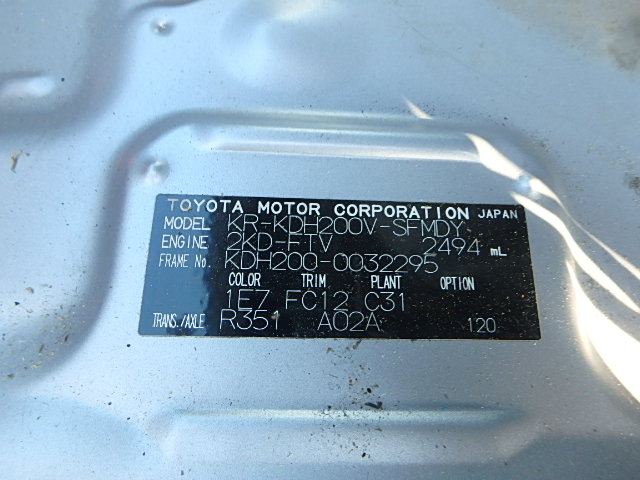 TOYOTA MOTOR CORPORATION JAPAN
MODEL KR-KDH200V-SFMDY
ENGINE 2KD-FTV 2494 mL
FRAME No. KDH200-0032295
COLOR TRIM PLANT OPTION
1E7 FC12 C31
TRANS./AXLE R351 A02A 120